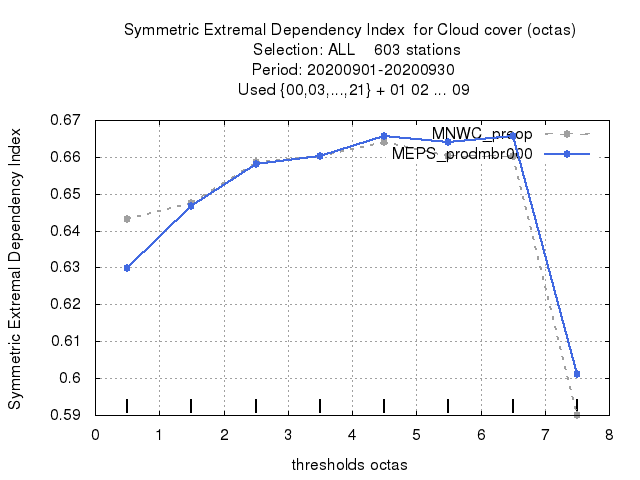 Symmetric Extremal Dependency Index  for Cloud cover (octas)
Selection: ALL    603 stations
Period: 20200901-20200930
Used {00,03,...,21} + 01 02 ... 09
Symmetric Extremal Dependency Index
0.67
0.66
0.65
0.64
0.63
0.62
0.61
0.6
0.59
MNWC_preop
MEPS_prodmbr000
0 1 2 3 4 5 6 7 8
thresholds octas